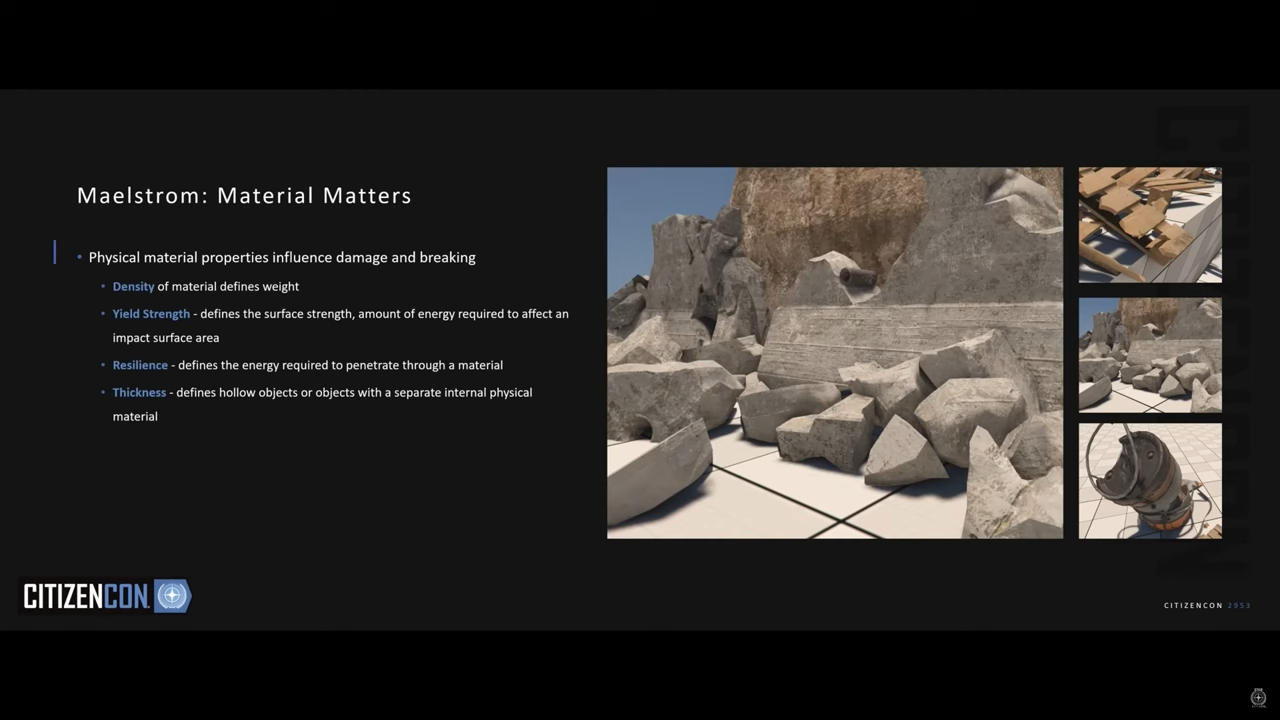 Maelstrom: Material Matters
• Physical material properties influence damage and breaking
• Density of material defines weight
• Yield Strength - defines the surface strength, amount of energy required to affect an
impact surface area
• Resilience - defines the energy required to penetrate through a material
• Thickness - defines hollow objects or objects with a separate internal physical
material
CITIZENCON
CITIZENCON 2953
CITIZENCON